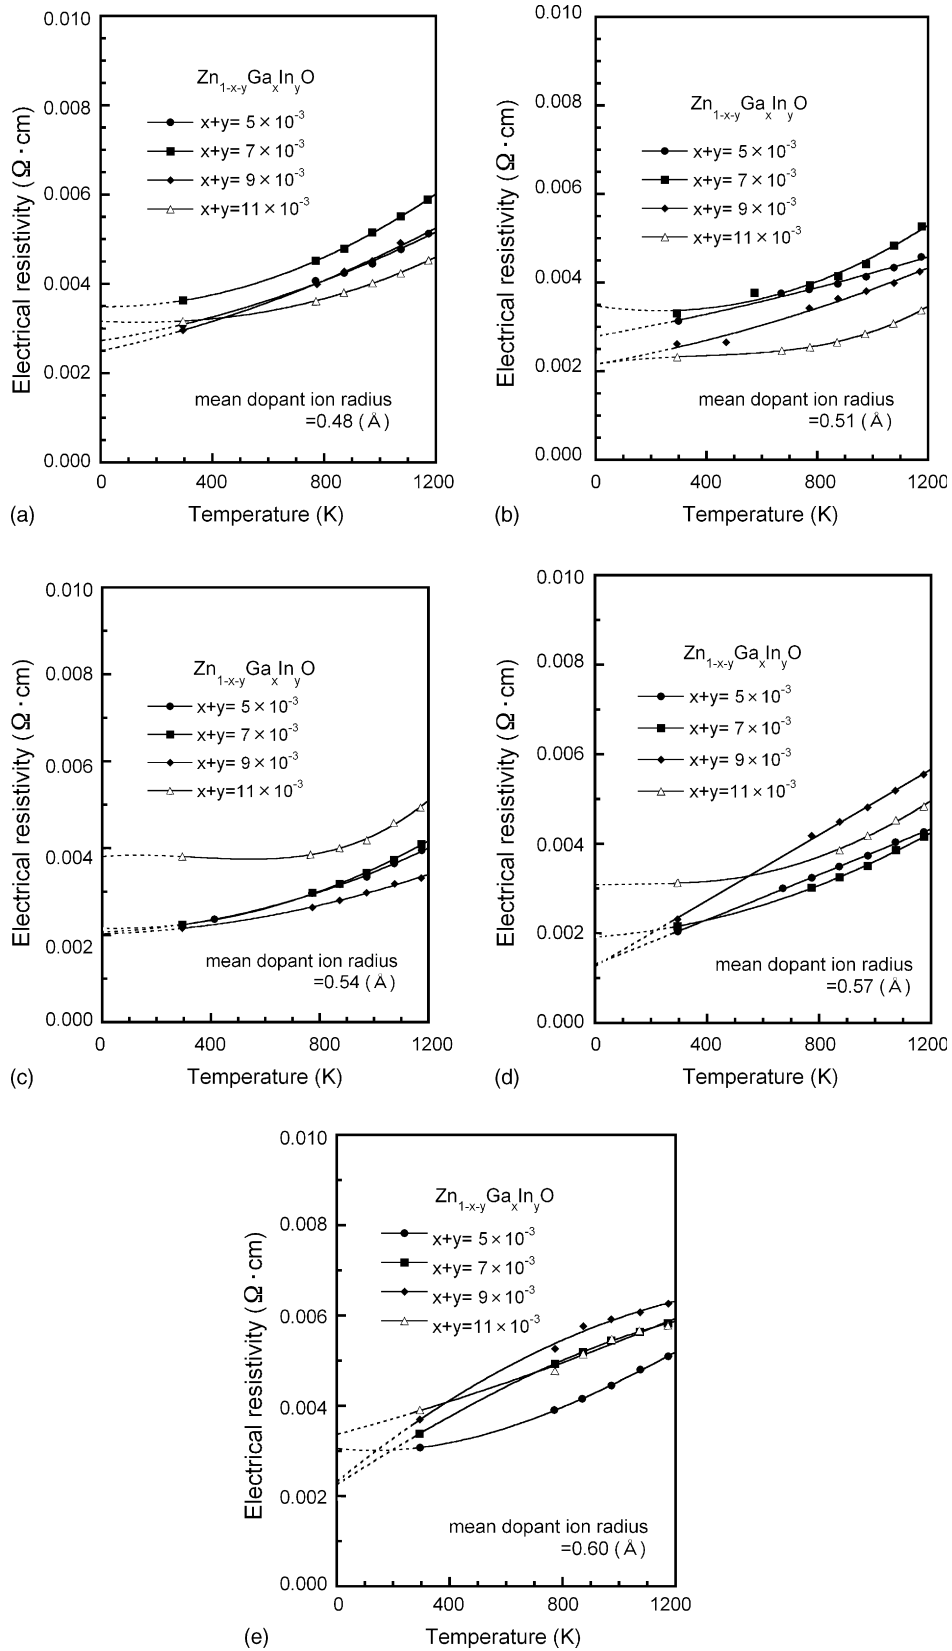 0.010
0.008
0.006
0.004
0.002
0.000
Electrical resistivity ( Ω · cm)
Zn1-x-yGaxInyO
x+y= 5 × 10-3
x+y= 7 × 10-3
x+y= 9 × 10-3
x+y=11 × 10-3
mean dopant ion radius
=0.48 ( Å )
0 400 800 1200
(a) Temperature (K)
0.010
0.008
0.006
0.004
0.002
0.000
Electrical resistivity ( Ω · cm)
Zn1-x-yGaxInyO
x+y= 5 × 10-3
x+y= 7 × 10-3
x+y= 9 × 10-3
x+y=11 × 10-3
mean dopant ion radius
=0.51 ( Å )
0 400 800 1200
(b) Temperature (K)
0.010
0.008
0.006
0.004
0.002
0.000
Electrical resistivity ( Ω · cm)
Zn1-x-yGaxInyO
x+y= 5 × 10-3
x+y= 7 × 10-3
x+y= 9 × 10-3
x+y=11 × 10-3
mean dopant ion radius
=0.54 ( Å )
0 400 800 1200
(c) Temperature (K)
0.010
0.008
0.006
0.004
0.002
0.000
Electrical resistivity ( Ω · cm)
Zn1-x-yGaxInyO
x+y= 5 × 10-3
x+y= 7 × 10-3
x+y= 9 × 10-3
x+y=11 × 10-3
mean dopant ion radius
=0.57 ( Å )
0 400 800 1200
(d) Temperature (K)
0.010
0.008
0.006
0.004
0.002
0.000
Electrical resistivity ( Ω · cm)
Zn1-x-yGaxInyO
x+y= 5 × 10-3
x+y= 7 × 10-3
x+y= 9 × 10-3
x+y=11 × 10-3
mean dopant ion radius
=0.60 ( Å )
0 400 800 1200
(e) Temperature (K)